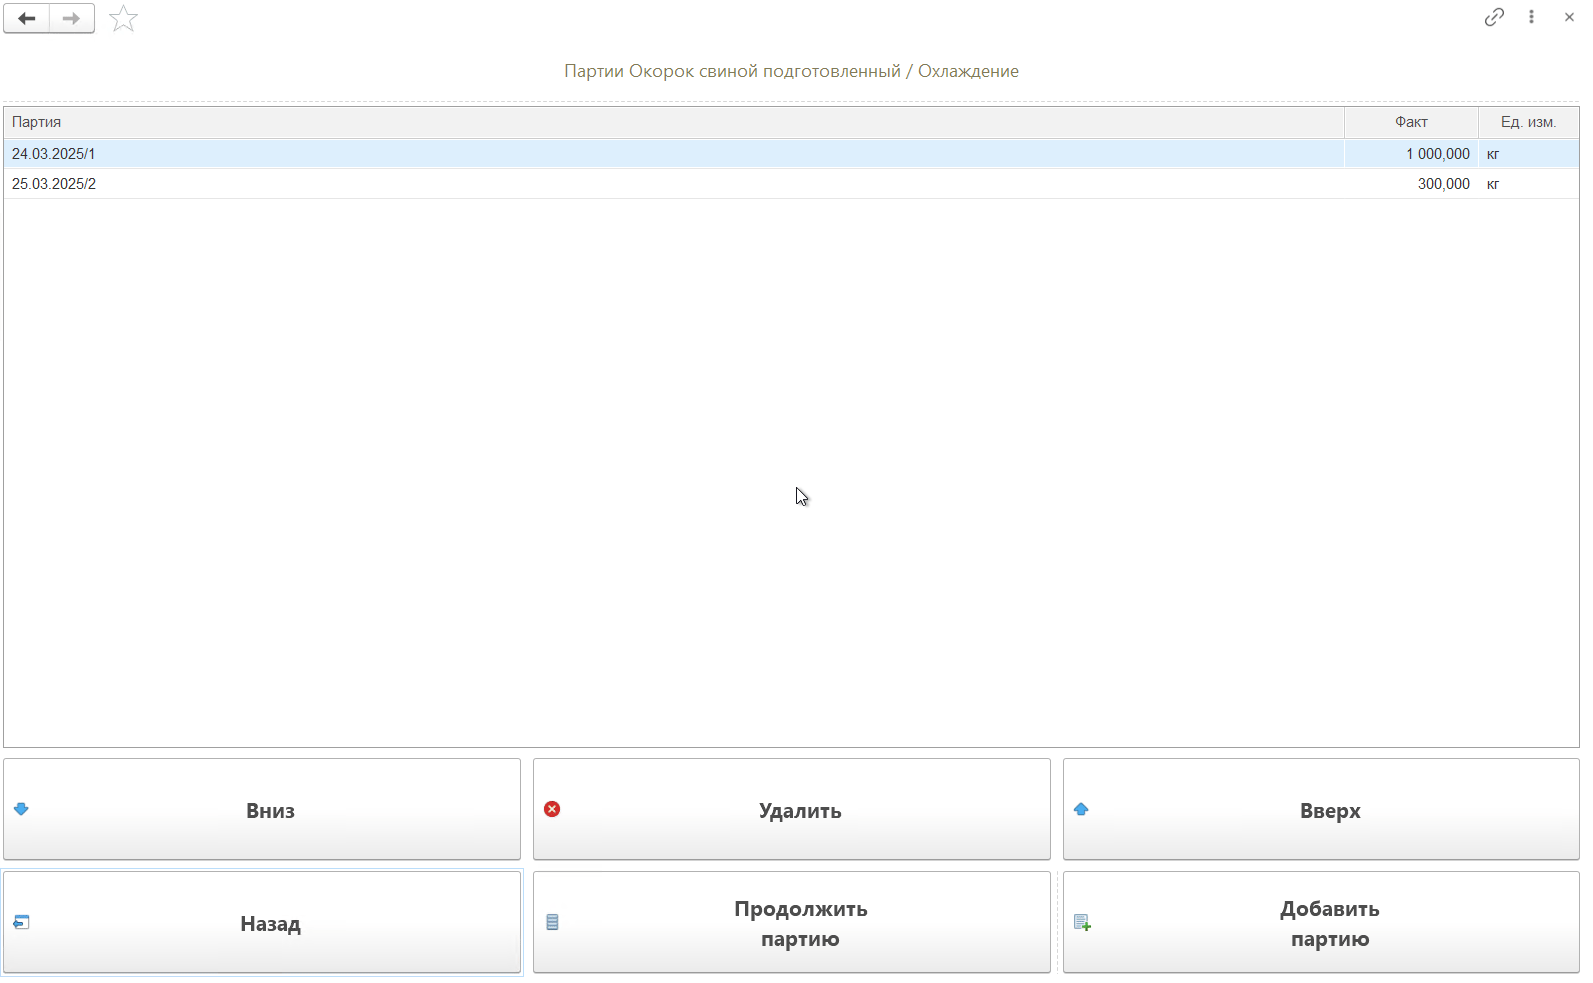 Партии Окорок свиной подготовленный / Охлаждение
Партия Факт Ед. изм.
24.03.2025/1 1 000,000 кг
25.03.2025/2 300,000 кг
Вниз Удалить Вверх
Назад Продолжить партию Добавить партию